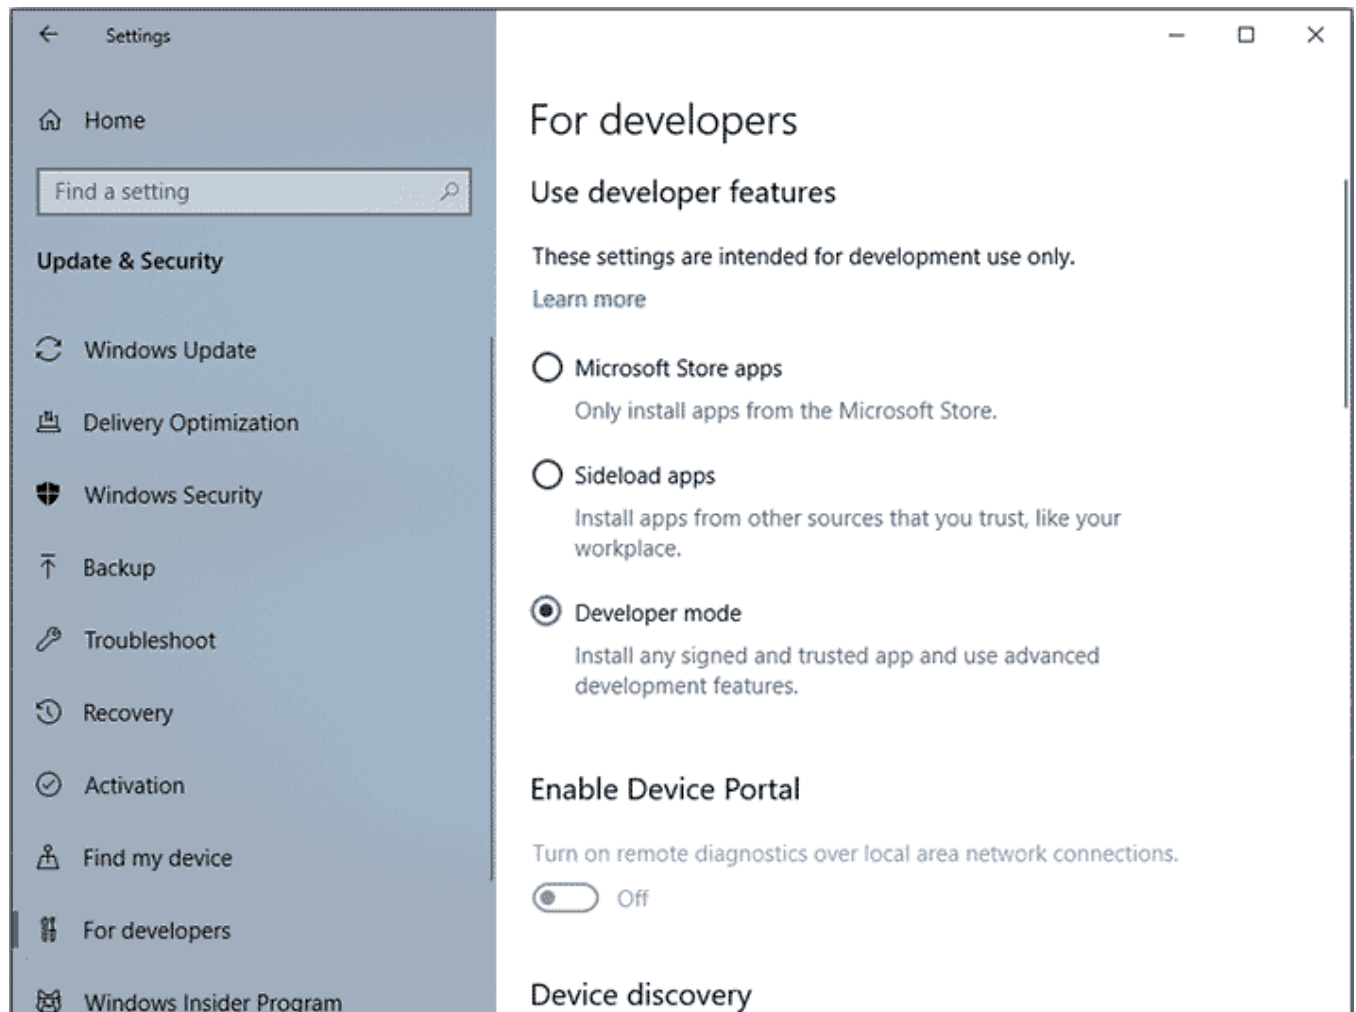 Settings
Home
Find a setting
Update & Security
Windows Update
Delivery Optimization
Windows Security
Backup
Troubleshoot
Recovery
Activation
Find my device
For developers
Windows Insider Program
For developers
Use developer features
These settings are intended for development use only.
Learn more
Microsoft Store apps
Only install apps from the Microsoft Store.
Sideload apps
Install apps from other sources that you trust, like your
workplace.
Developer mode
Install any signed and trusted app and use advanced
development features.
Enable Device Portal
Turn on remote diagnostics over local area network connections.
Off
Device discovery